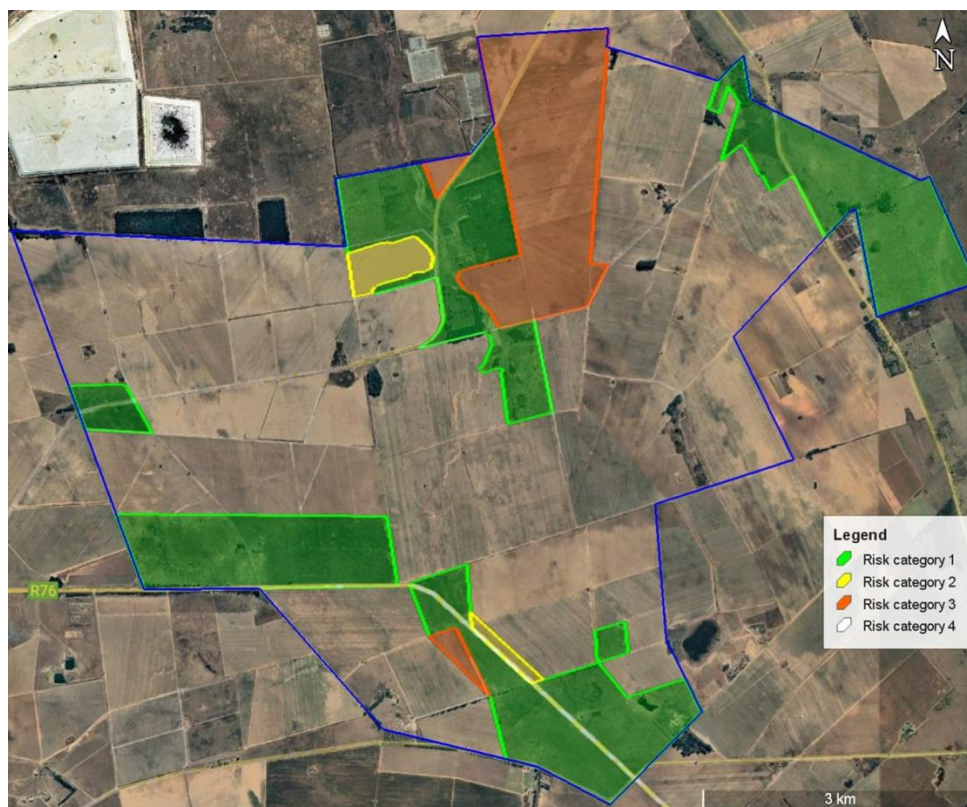 N
Legend
Risk category 1
Risk category 2
Risk category 3
Risk category 4
R76
3 km